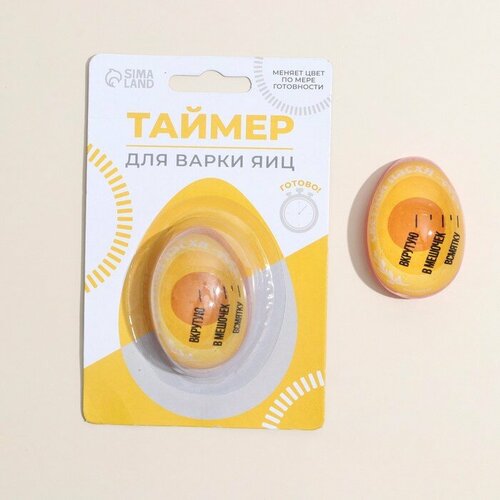 SIMA
LAND
МЕНЯЕТ ЦВЕТ
ПО МЕРЕ
ГОТОВНОСТИ
ТАЙМЕР
ДЛЯ ВАРКИ ЯИЦ
ГОТОВО!
ВКРУТУЮ
В МЕШОЧЕК
ВСМЯТКУ
ВКРУТУЮ
В МЕШОЧЕК
ВСМЯТКУ